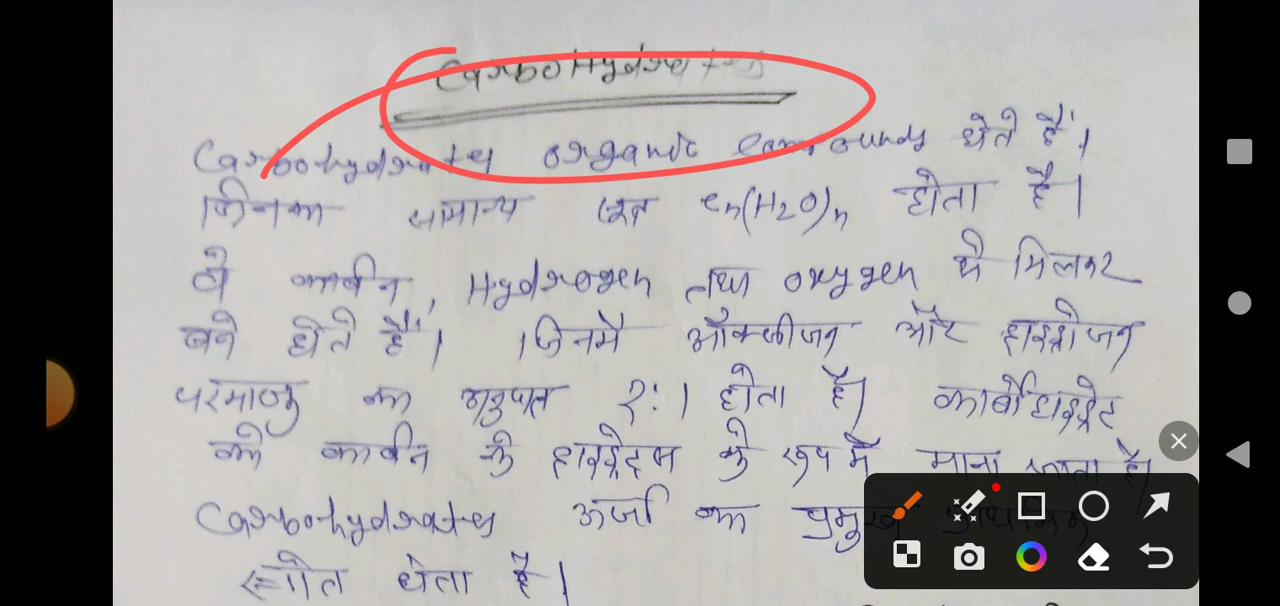 CarboHydrates
Carbohydrates organic compounds होते है।
जिनका सामान्य सूत्र Cn(H2O)n होता है।
वे कार्बन, Hydrogen तथा oxygen से मिलकर
बने होते है। जिनमे ऑक्सीजन और हाइड्रोजन
परमाणु का अनुपात 2:1 होता है। कार्बोहाइड्रेट
को कार्बन के हाइड्रेट्स के रूप में माना जाता है।
Carbohydrates ऊर्जा का प्रमुख
स्त्रोत होता है।